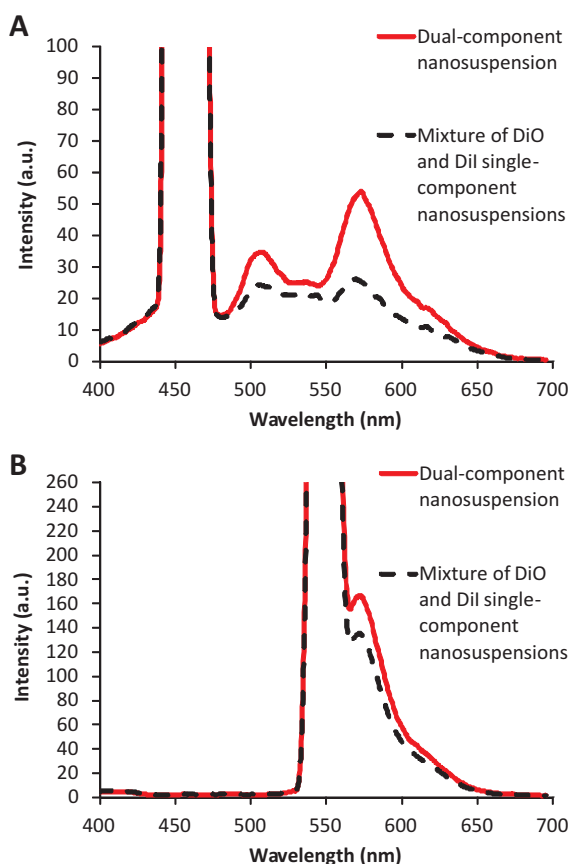 A
Dual-component
nanosuspension
Mixture of DiO
and DiI single-
component
nanosuspensions
Intensity (a.u.)
100
90
80
70
60
50
40
30
20
10
0
400 450 500 550 600 650 700
Wavelength (nm)
B
Dual-component
nanosuspension
Mixture of DiO
and DiI single-
component
nanosuspensions
Intensity (a.u.)
260
240
220
200
180
160
140
120
100
80
60
40
20
0
400 450 500 550 600 650 700
Wavelength (nm)